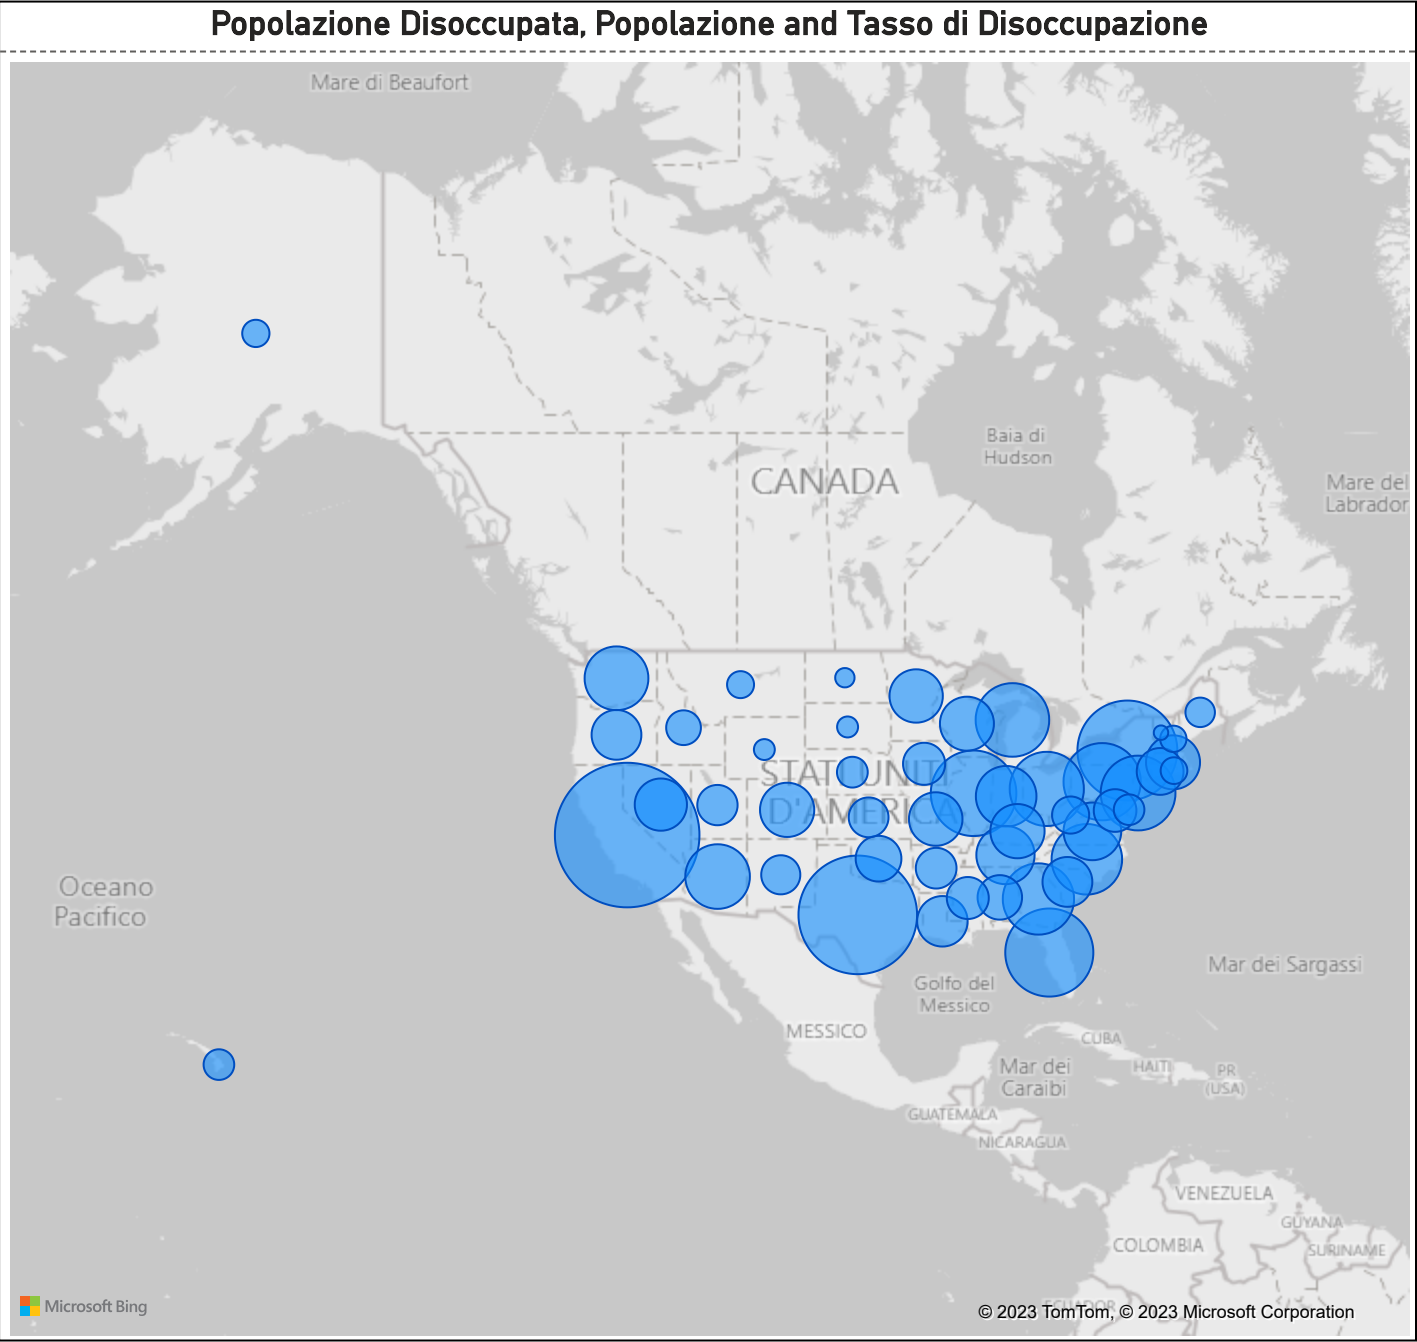 Popolazione Disoccupata, Popolazione and Tasso di Disoccupazione
Mare di Beaufort
Baia di
Hudson
CANADA
Mare del
Labrador
STATI UNITI
D'AMERICA
Oceano
Pacifico
Mar dei Sargassi
Golfo del
Messico
MESSICO
CUBA
HAITI
PR
(USA)
Mar dei
Caraibi
GUATEMALA
NICARAGUA
VENEZUELA
GUYANA
COLOMBIA
SURINAME
ECUADOR
Microsoft Bing
© 2023 TomTom, © 2023 Microsoft Corporation